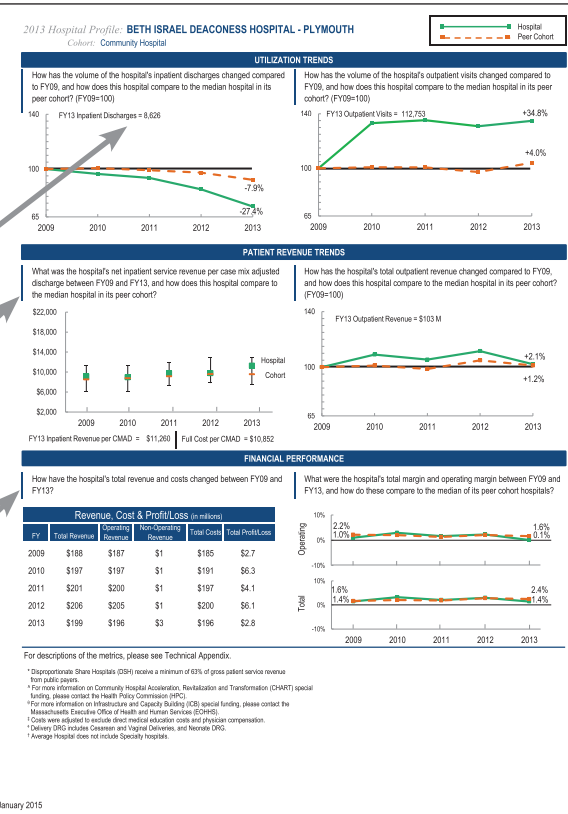 2013 Hospital Profile: BETH ISRAEL DEACONESS HOSPITAL - PLYMOUTH
Cohort: Community Hospital
Hospital
Peer Cohort
UTILIZATION TRENDS
How has the volume of the hospital's inpatient discharges changed compared
to FY09, and how does this hospital compare to the median hospital in its
peer cohort? (FY09=100)
140
FY13 Inpatient Discharges = 8,626
100
-7.9%
-27.4%
65
2009 2010 2011 2012 2013
How has the volume of the hospital's outpatient visits changed compared to
FY09, and how does this hospital compare to the median hospital in its peer
cohort? (FY09=100)
140
FY13 Outpatient Visits = 112,753
+34.8%
+4.0%
100
65
2009 2010 2011 2012 2013
PATIENT REVENUE TRENDS
What was the hospital's net inpatient service revenue per case mix adjusted
discharge between FY09 and FY13, and how does this hospital compare to
the median hospital in its peer cohort?
$22,000
$18,000
$14,000
$10,000
$6,000
$2,000
Hospital
Cohort
2009 2010 2011 2012 2013
FY13 Inpatient Revenue per CMAD = $11,260 Full Cost per CMAD = $10,852
How has the hospital's total outpatient revenue changed compared to FY09,
and how does this hospital compare to the median hospital in its peer cohort?
(FY09=100)
140
FY13 Outpatient Revenue = $103 M
100
+2.1%
+1.2%
65
2009 2010 2011 2012 2013
FINANCIAL PERFORMANCE
How have the hospital's total revenue and costs changed between FY09 and
FY13?
Revenue, Cost & Profit/Loss (in millions)
FY Total Revenue Operating Revenue Non-Operating Revenue Total Costs Total Profit/Loss
2009 $188 $187 $1 $185 $2.7
2010 $197 $197 $1 $191 $6.3
2011 $201 $200 $1 $197 $4.1
2012 $206 $205 $1 $200 $6.1
2013 $199 $196 $3 $196 $2.8
What were the hospital's total margin and operating margin between FY09 and
FY13, and how do these compare to the median of its peer cohort hospitals?
Operating
10%
2.2%
1.0%
0%
1.6%
0.1%
-10%
Total
10%
1.6%
1.4%
0%
2.4%
1.4%
-10%
2009 2010 2011 2012 2013
For descriptions of the metrics, please see Technical Appendix.
* Disproportionate Share Hospitals (DSH) receive a minimum of 63% of gross patient service revenue
from public payers.
^ For more information on Community Hospital Acceleration, Revitalization and Transformation (CHART) special
funding, please contact the Health Policy Commission (HPC).
For more information on Infrastructure and Capacity Building (ICB) special funding, please contact the
Massachusetts Executive Office of Health and Human Services (EOHHS).
‡ Costs were adjusted to exclude direct medical education costs and physician compensation.
Delivery DRG includes Cesarean and Vaginal Deliveries, and Neonate DRG.
† Average Hospital does not include Specialty hospitals.
January 2015